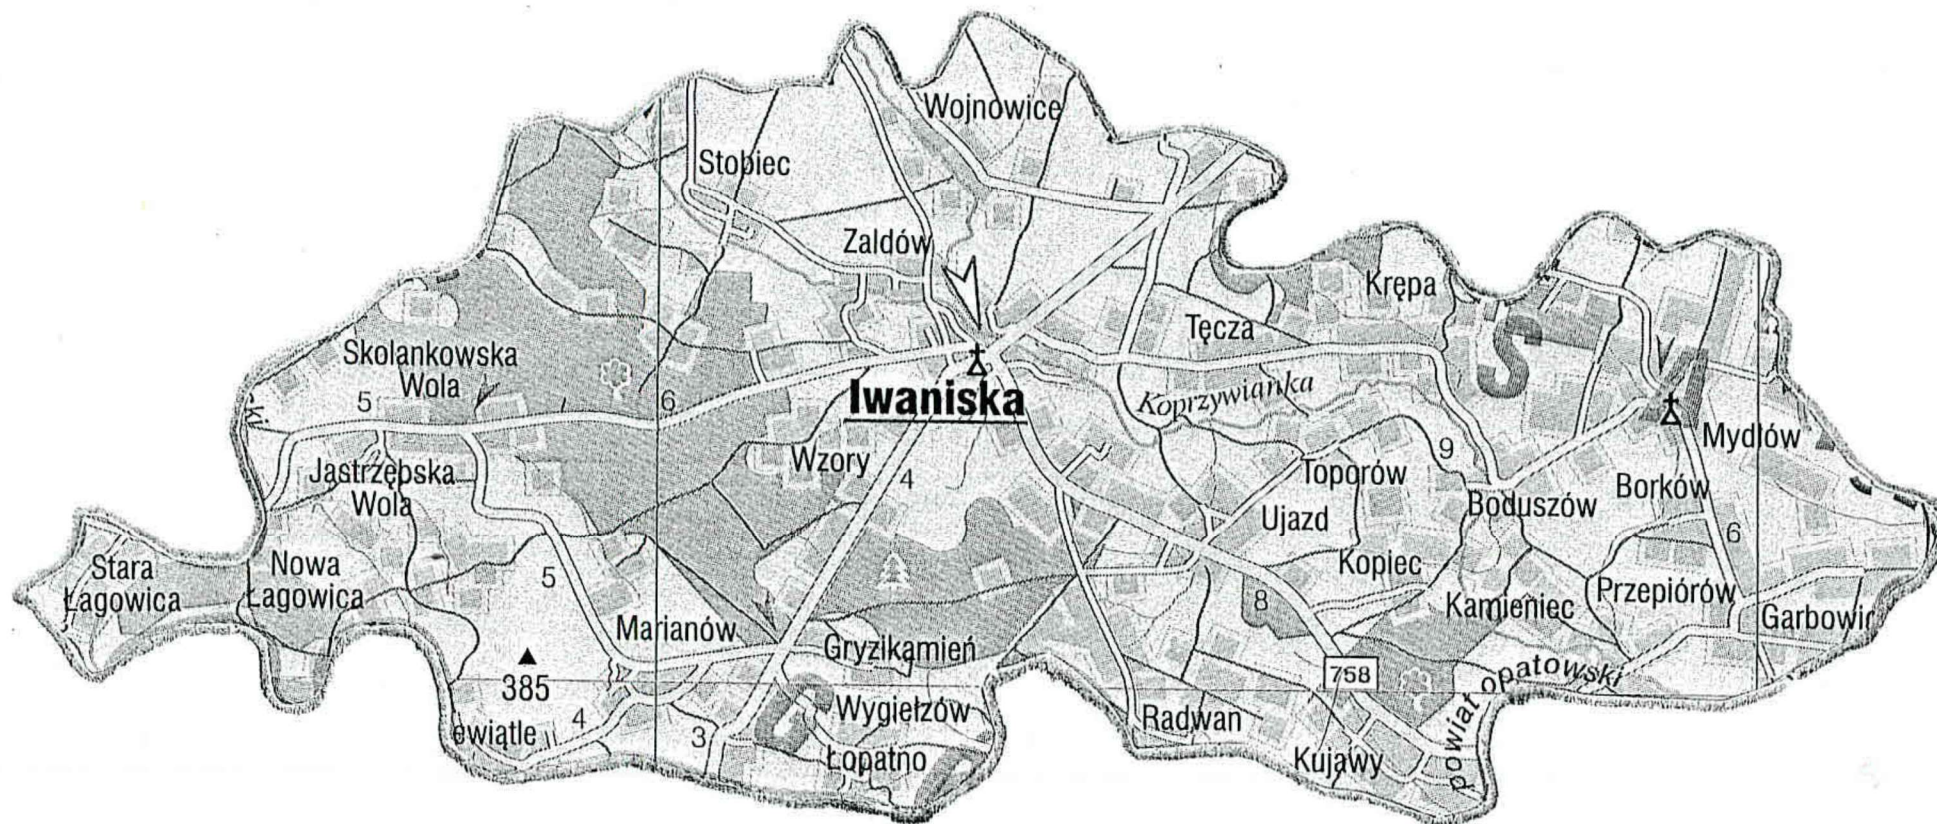 Wojnowice
Stobiec
Zaldów
Krępa
Tęcza
Skolankowska
Wola
5
6
Iwaniska
Koprzywianka
S
Mydłów
Wzory
4
9
Toporów
Borków
Jastrzębska
Wola
Boduszów
Ujazd
6
Kopiec
Stara
Łagowica
Nowa
Łagowica
5
8
Kamieniec
Przepiórów
Garbowic
Marianów
Gryzikamień
385
758
powiat opatowski
ewiątle
4
3
Wygiełzów
Radwan
Łopatno
Kujawy